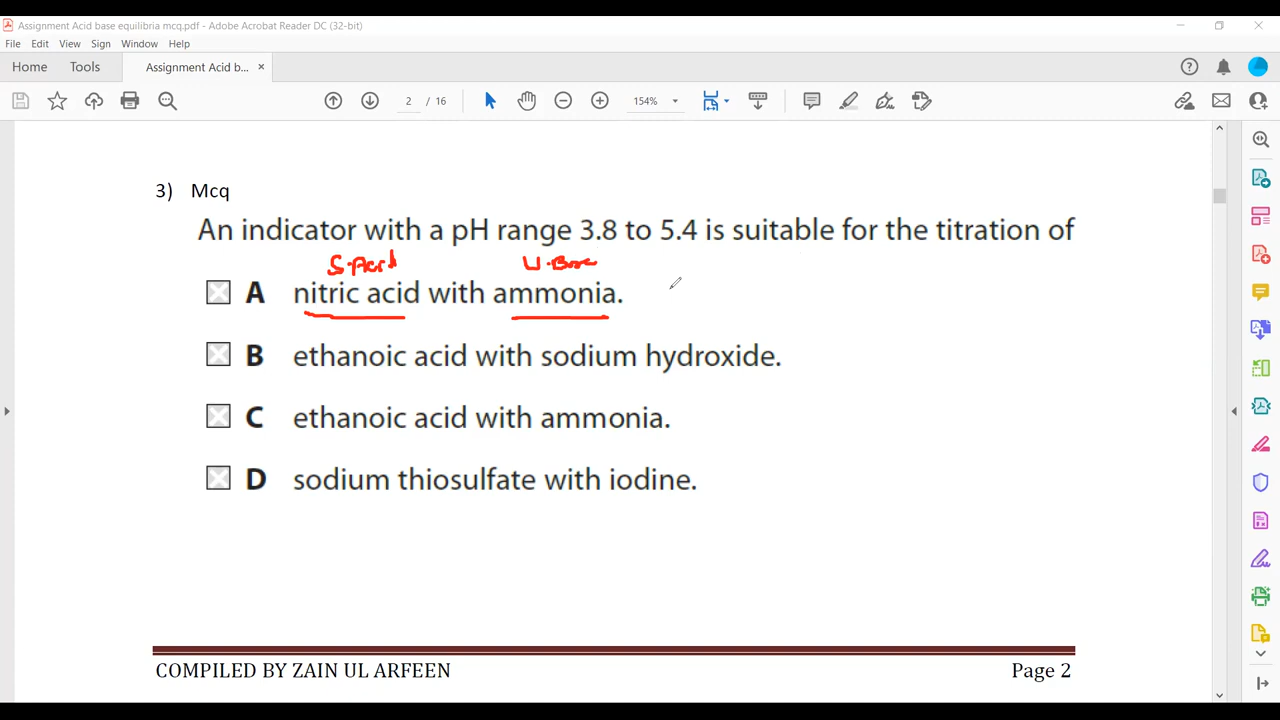 Assignment Acid base equilibria mcq.pdf - Adobe Acrobat Reader DC (32-bit)
File Edit View Sign Window Help
Home Tools Assignment Acid b... ×
2 / 16 154%
3) Mcq
An indicator with a pH range 3.8 to 5.4 is suitable for the titration of
S.Acid W.Base
A nitric acid with ammonia.
B ethanoic acid with sodium hydroxide.
C ethanoic acid with ammonia.
D sodium thiosulfate with iodine.
COMPILED BY ZAIN UL ARFEEN Page 2